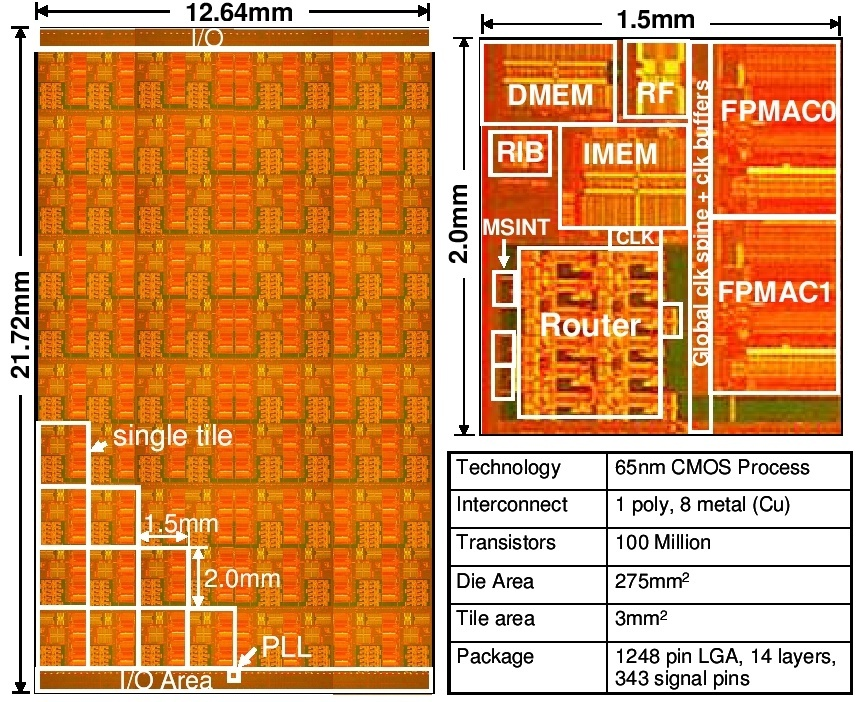 12.64mm
I/O
21.72mm
single tile
1.5mm
2.0mm
PLL
I/O Area
1.5mm
2.0mm
DMEM
RF
FPMAC0
RIB
IMEM
MSINT
CLK
Router
Global clk spine + clk buffers
FPMAC1
Technology 65nm CMOS Process
Interconnect 1 poly, 8 metal (Cu)
Transistors 100 Million
Die Area 275mm²
Tile area 3mm²
Package 1248 pin LGA, 14 layers,
343 signal pins